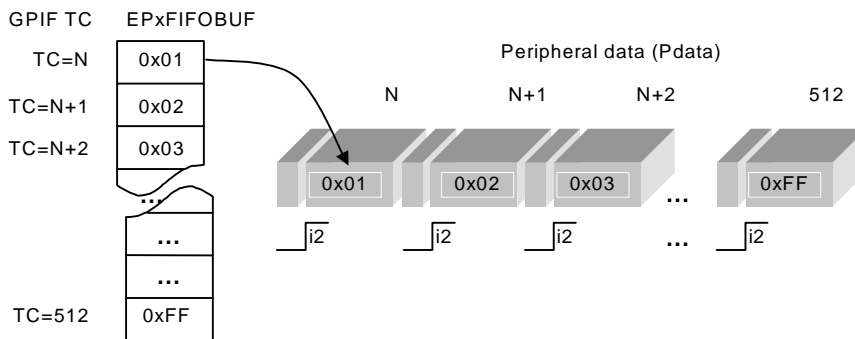 GPIF TC EPxFIFOBUF
TC=N 0x01
TC=N+1 0x02
TC=N+2 0x03
...
...
...
TC=512 0xFF
Peripheral data (Pdata)
N N+1 N+2 512
0x01 0x02 0x03 ... 0xFF
i2 i2 i2 ... i2